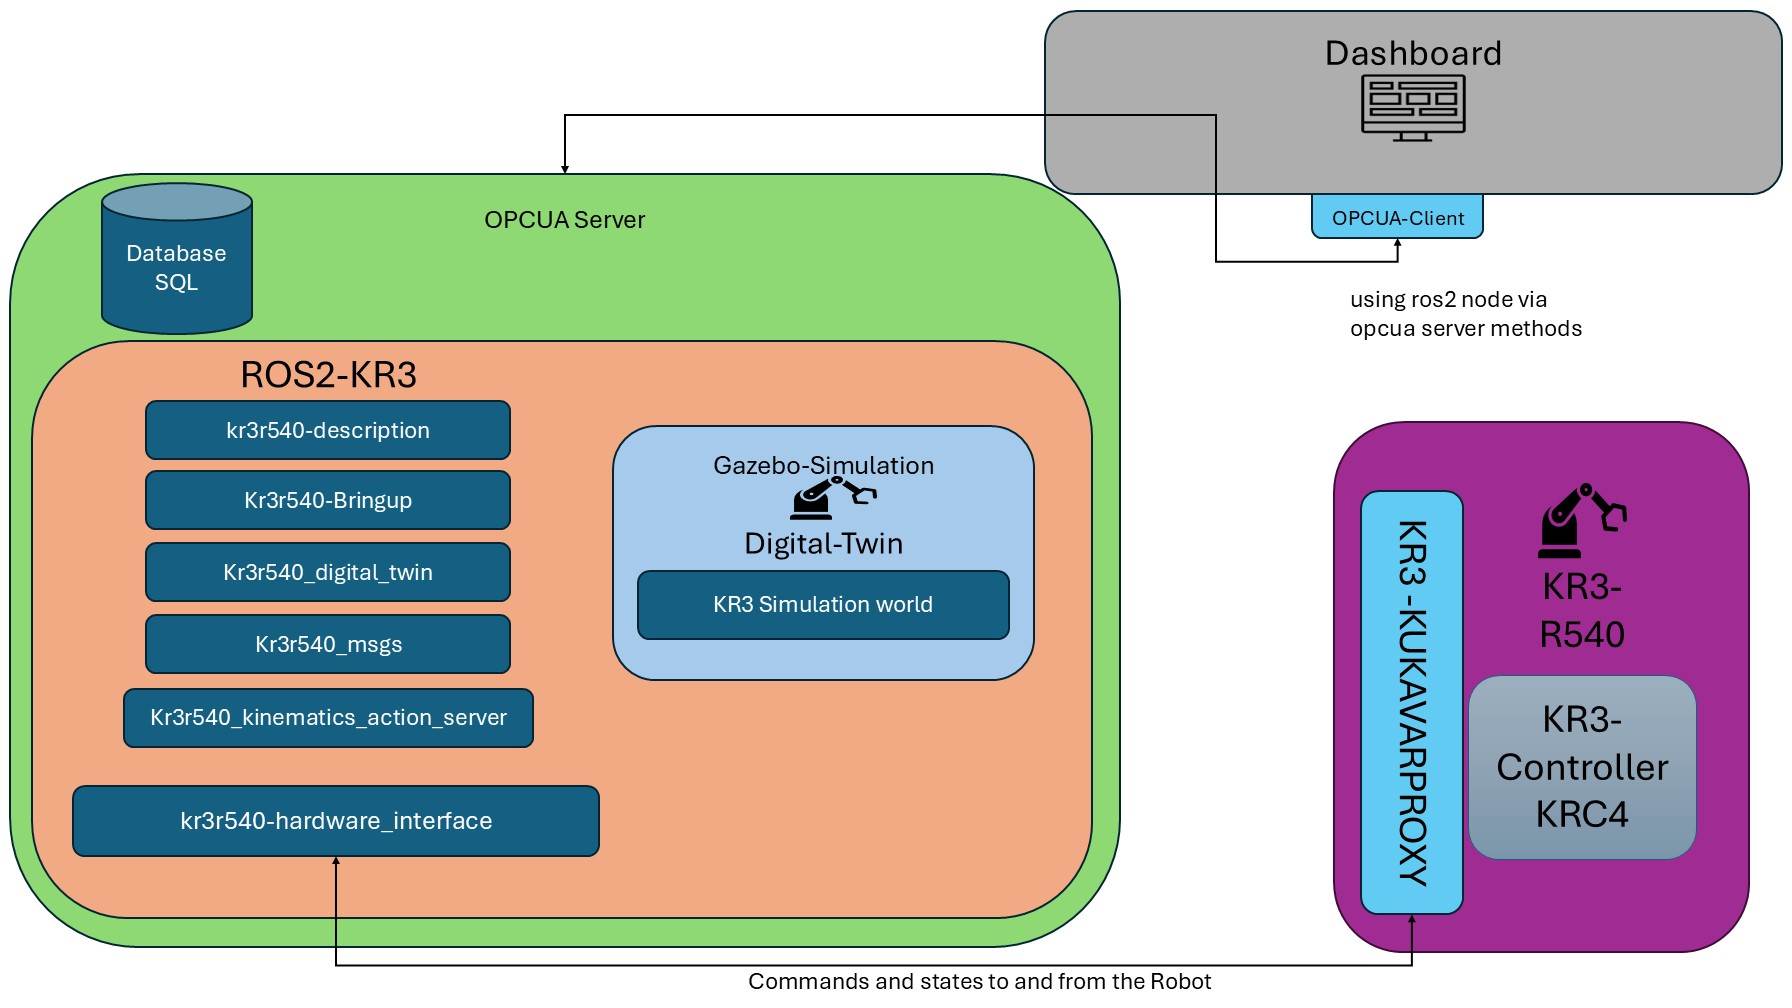 Dashboard
OPCUA-Client
using ros2 node via
opcua server methods
OPCUA Server
Database
SQL
ROS2-KR3
kr3r540-description
Kr3r540-Bringup
Kr3r540_digital_twin
Kr3r540_msgs
Kr3r540_kinematics_action_server
kr3r540-hardware_interface
Gazebo-Simulation
Digital-Twin
KR3 Simulation world
KR3 -KUKAVARPROXY
KR3-
R540
KR3-
Controller
KRC4
Commands and states to and from the Robot